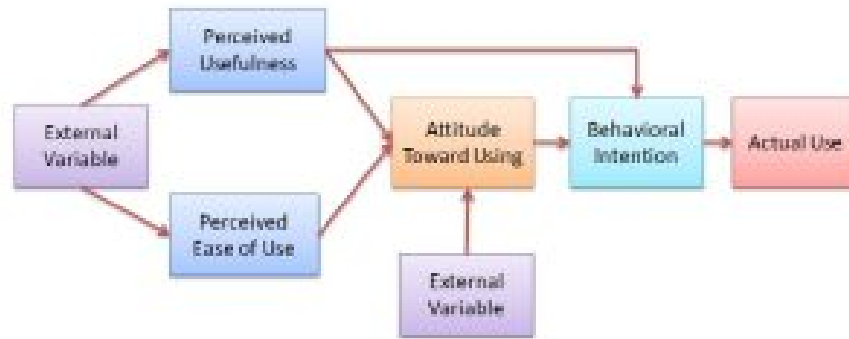 Perceived
Usefulness
External
Variable
Attitude
Toward Using
Behavioral
Intention
Actual Use
Perceived
Ease of Use
External
Variable